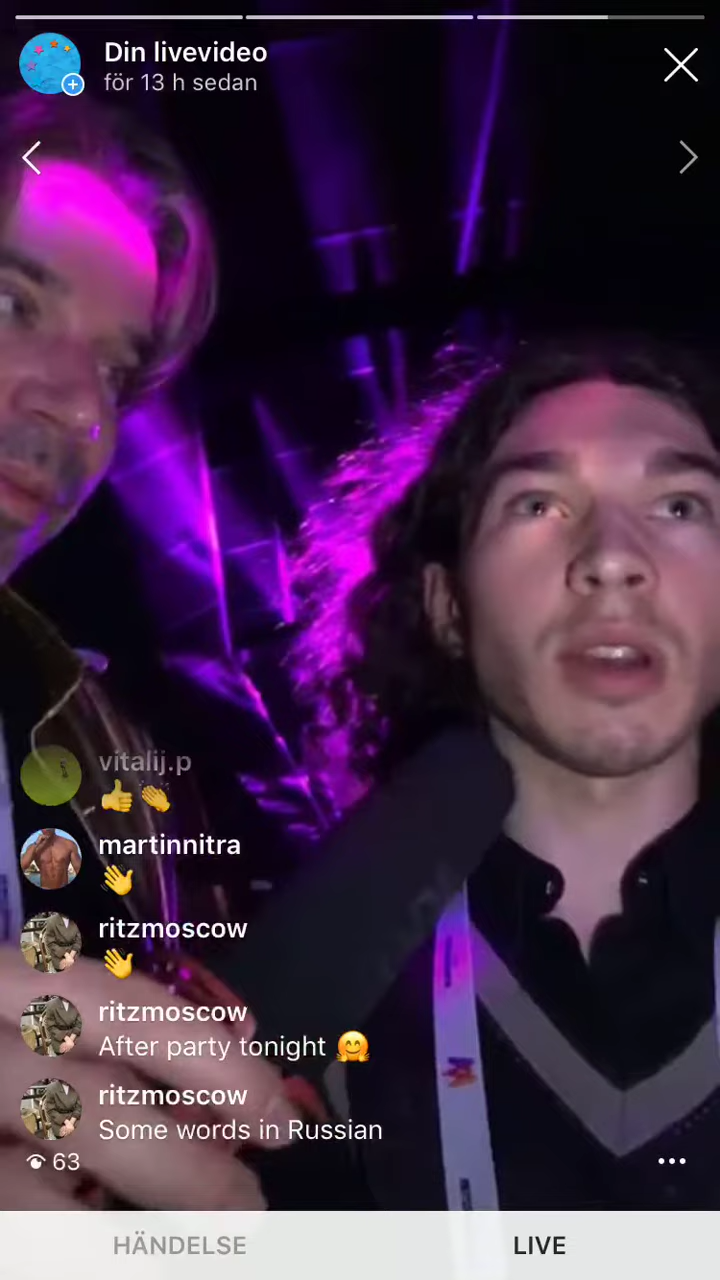 Din livevideo
för 13 h sedan
vitalij.p
👍👏
martinnitra
👋
ritzmoscow
👋
ritzmoscow
After party tonight 🤗
ritzmoscow
Some words in Russian
63
HÄNDELSE
LIVE